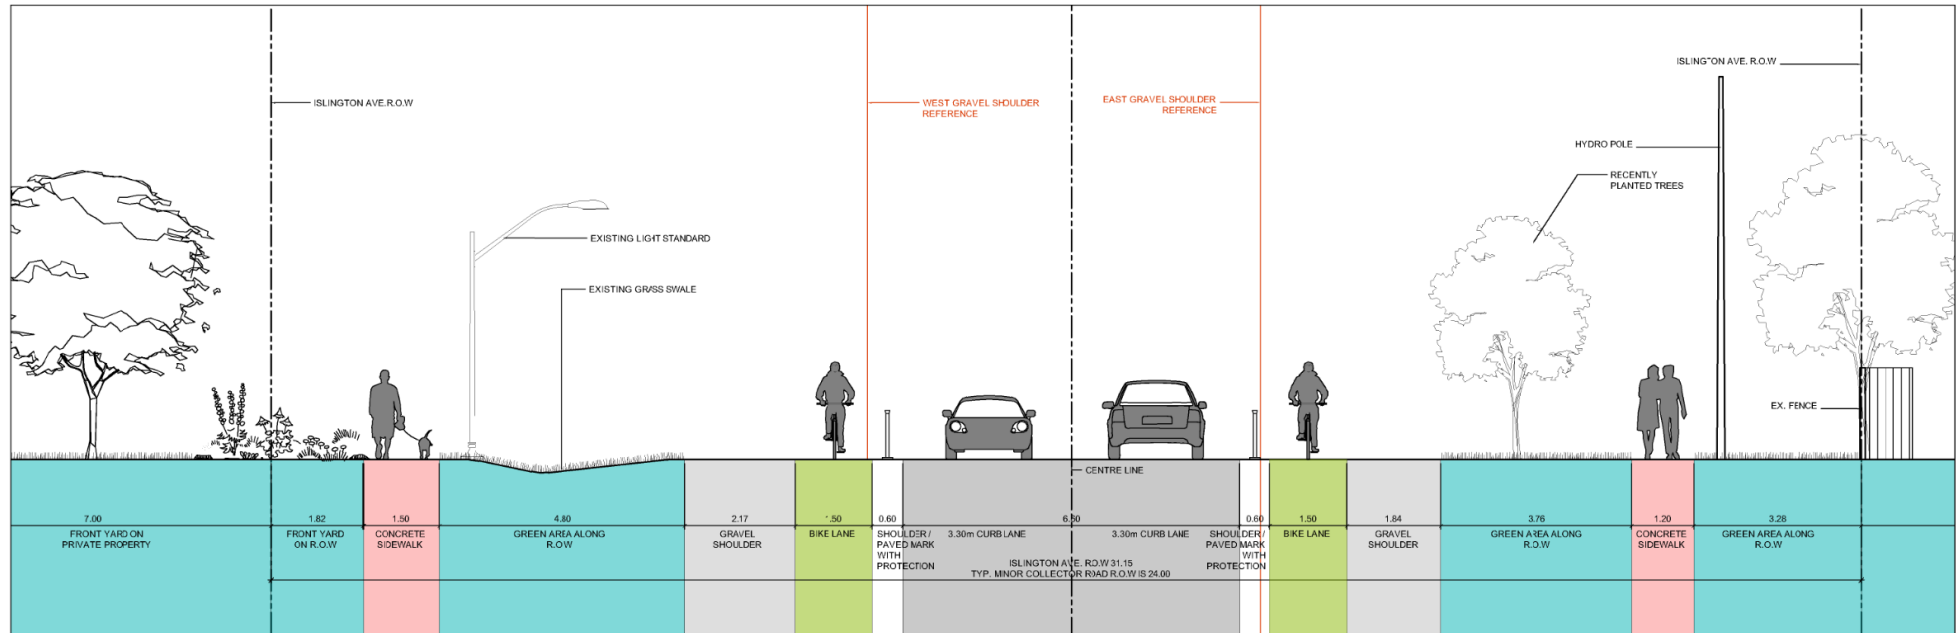 ISLINGTON AVE. R.O.W
ISLINGTON AVE.R.O.W
WEST GRAVEL SHOULDER
REFERENCE
EAST GRAVEL SHOULDER
REFERENCE
HYDRO POLE
RECENTLY
PLANTED TREES
EXISTING LIGHT STANDARD
EXISTING GRASS SWALE
EX. FENCE
CENTRE LINE
7.00
FRONT YARD ON
PRIVATE PROPERTY
1.82
FRONT YARD
ON R.O.W
1.50
CONCRETE
SIDEWALK
4.80
GREEN AREA ALONG
R.O.W
2.17
GRAVEL
SHOULDER
1.50
BIKE LANE
0.60
SHOULDER /
PAVED MARK
WITH
PROTECTION
3.30m CURB LANE
3.30m CURB LANE
0.60
SHOULDER /
PAVED MARK
WITH
PROTECTION
1.50
BIKE LANE
1.84
GRAVEL
SHOULDER
3.76
GREEN AREA ALONG
R.O.W
1.20
CONCRETE
SIDEWALK
3.28
GREEN AREA ALONG
R.O.W
ISLINGTON AVE. R.O.W 31.15
TYP. MINOR COLLECTOR ROAD R.O.W IS 24.00